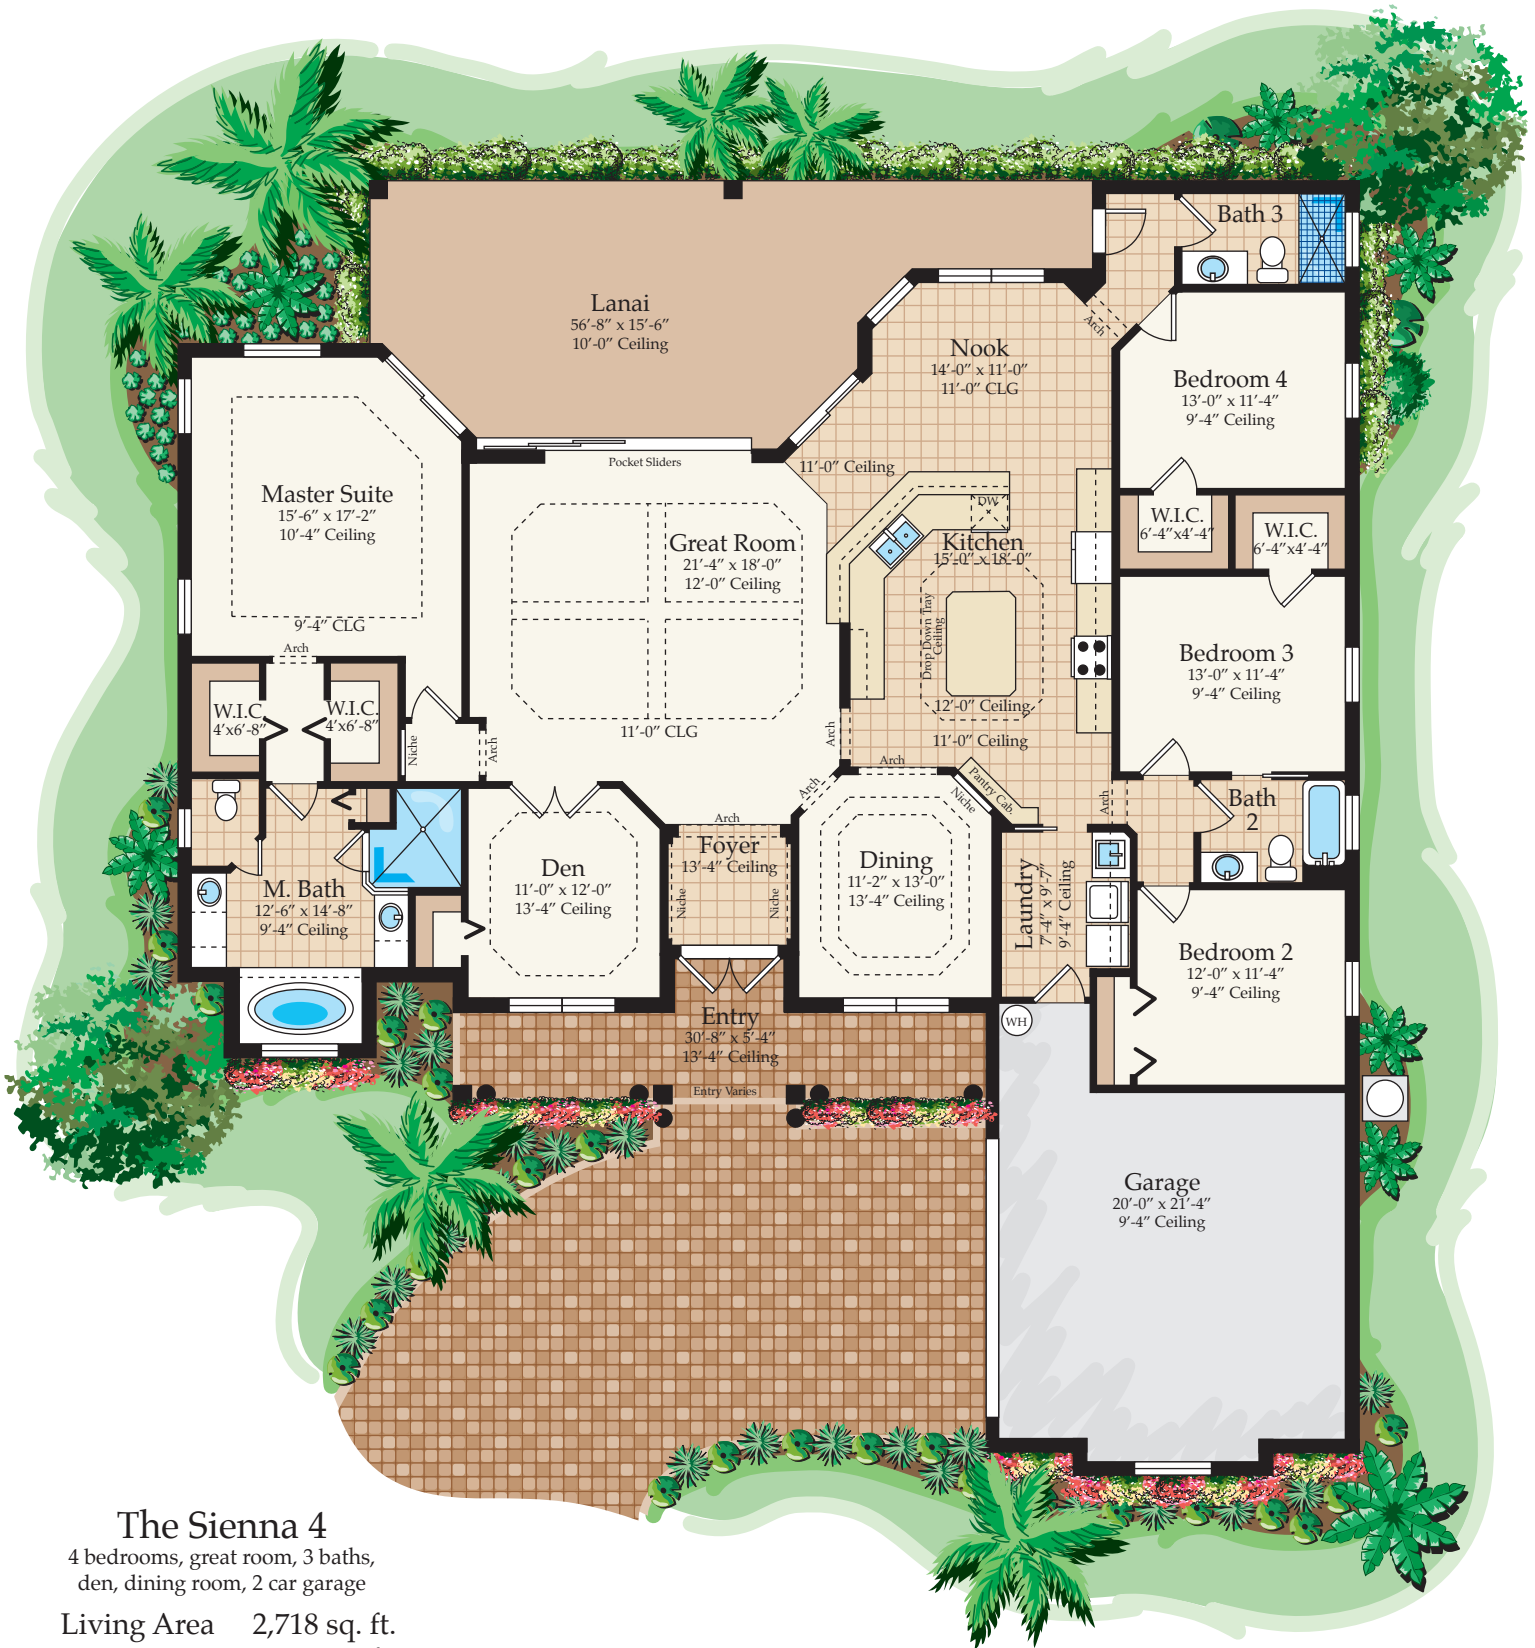 Bath 3
Lanai
56'-8" x 15'-6"
10'-0" Ceiling
Arch
Nook
14'-0" x 11'-0"
11'-0" CLG
Bedroom 4
13'-0" x 11'-4"
9'-4" Ceiling
Pocket Sliders
11'-0" Ceiling
Master Suite
15'-6" x 17'-2"
10'-4" Ceiling
9'-4" CLG
Great Room
21'-4" x 18'-0"
12'-0" Ceiling
11'-0" CLG
DW
Kitchen
15'-0" x 18'-0"
Drop Down Tray
Ceiling
12'-0" Ceiling
11'-0" Ceiling
W.I.C.
6'-4"x4'-4"
W.I.C.
6'-4"x4'-4"
Bedroom 3
13'-0" x 11'-4"
9'-4" Ceiling
Arch
W.I.C.
4'x6'-8"
W.I.C.
4'x6'-8"
Niche
Arch
Arch
Arch
Arch
Pantry Cab.
Niche
Arch
Bath
2
Arch
Foyer
13'-4" Ceiling
Niche
Niche
Den
11'-0" x 12'-0"
13'-4" Ceiling
Dining
11'-2" x 13'-0"
13'-4" Ceiling
Laundry
7'-4" x 9'-7"
9'-4" Ceiling
M. Bath
12'-6" x 14'-8"
9'-4" Ceiling
Bedroom 2
12'-0" x 11'-4"
9'-4" Ceiling
WH
Entry
30'-8" x 5'-4"
13'-4" Ceiling
Entry Varies
Garage
20'-0" x 21'-4"
9'-4" Ceiling
The Sienna 4
4 bedrooms, great room, 3 baths,
den, dining room, 2 car garage
Living Area 2,718 sq. ft.